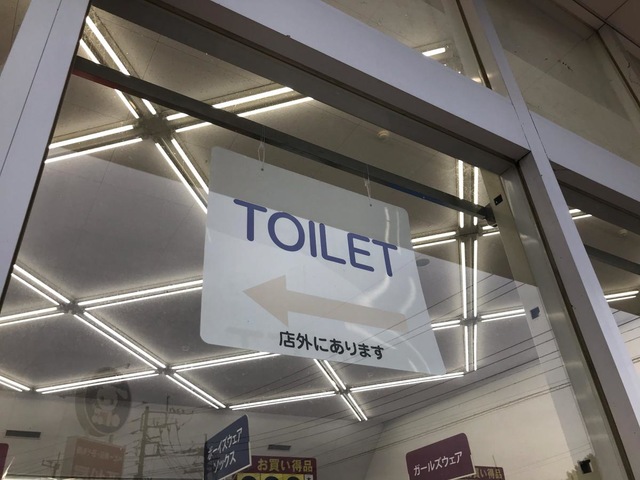 TOILET
店外にあります
ボーイズウェア
ソックス
お買い得品
ガールズウェア